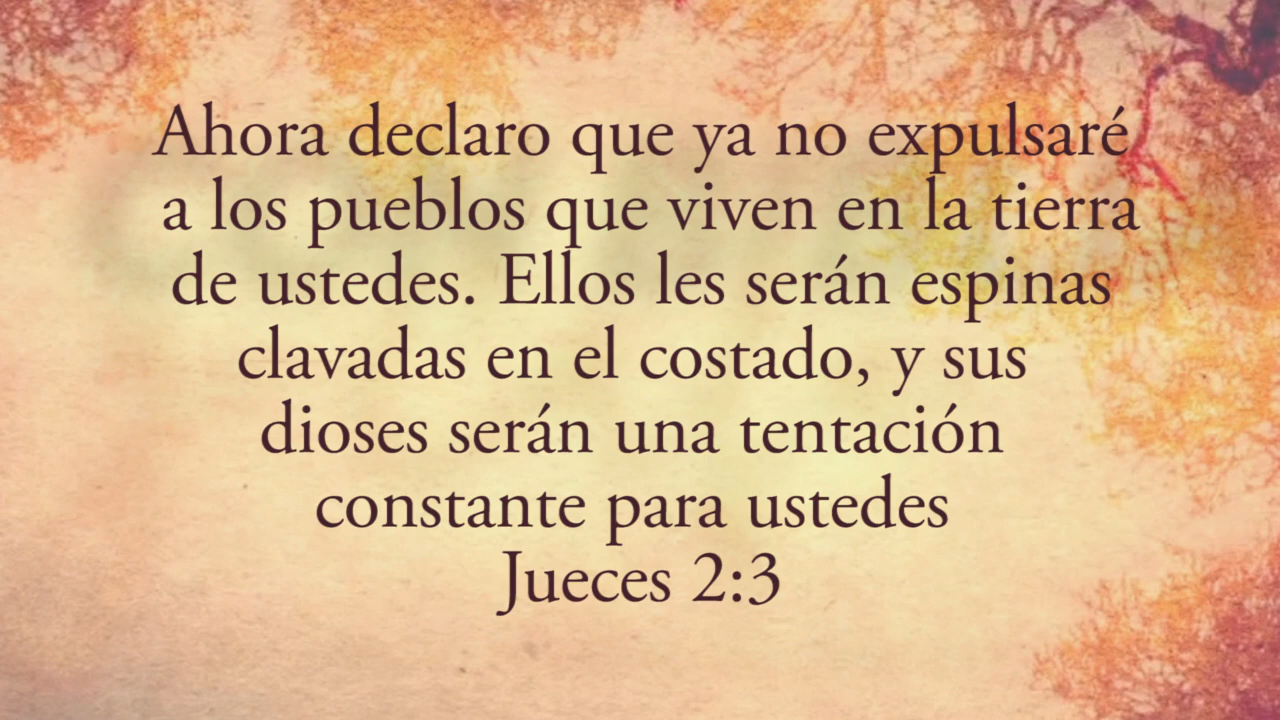 Ahora declaro que ya no expulsaré
a los pueblos que viven en la tierra
de ustedes. Ellos les serán espinas
clavadas en el costado, y sus
dioses serán una tentación
constante para ustedes
Jueces 2:3